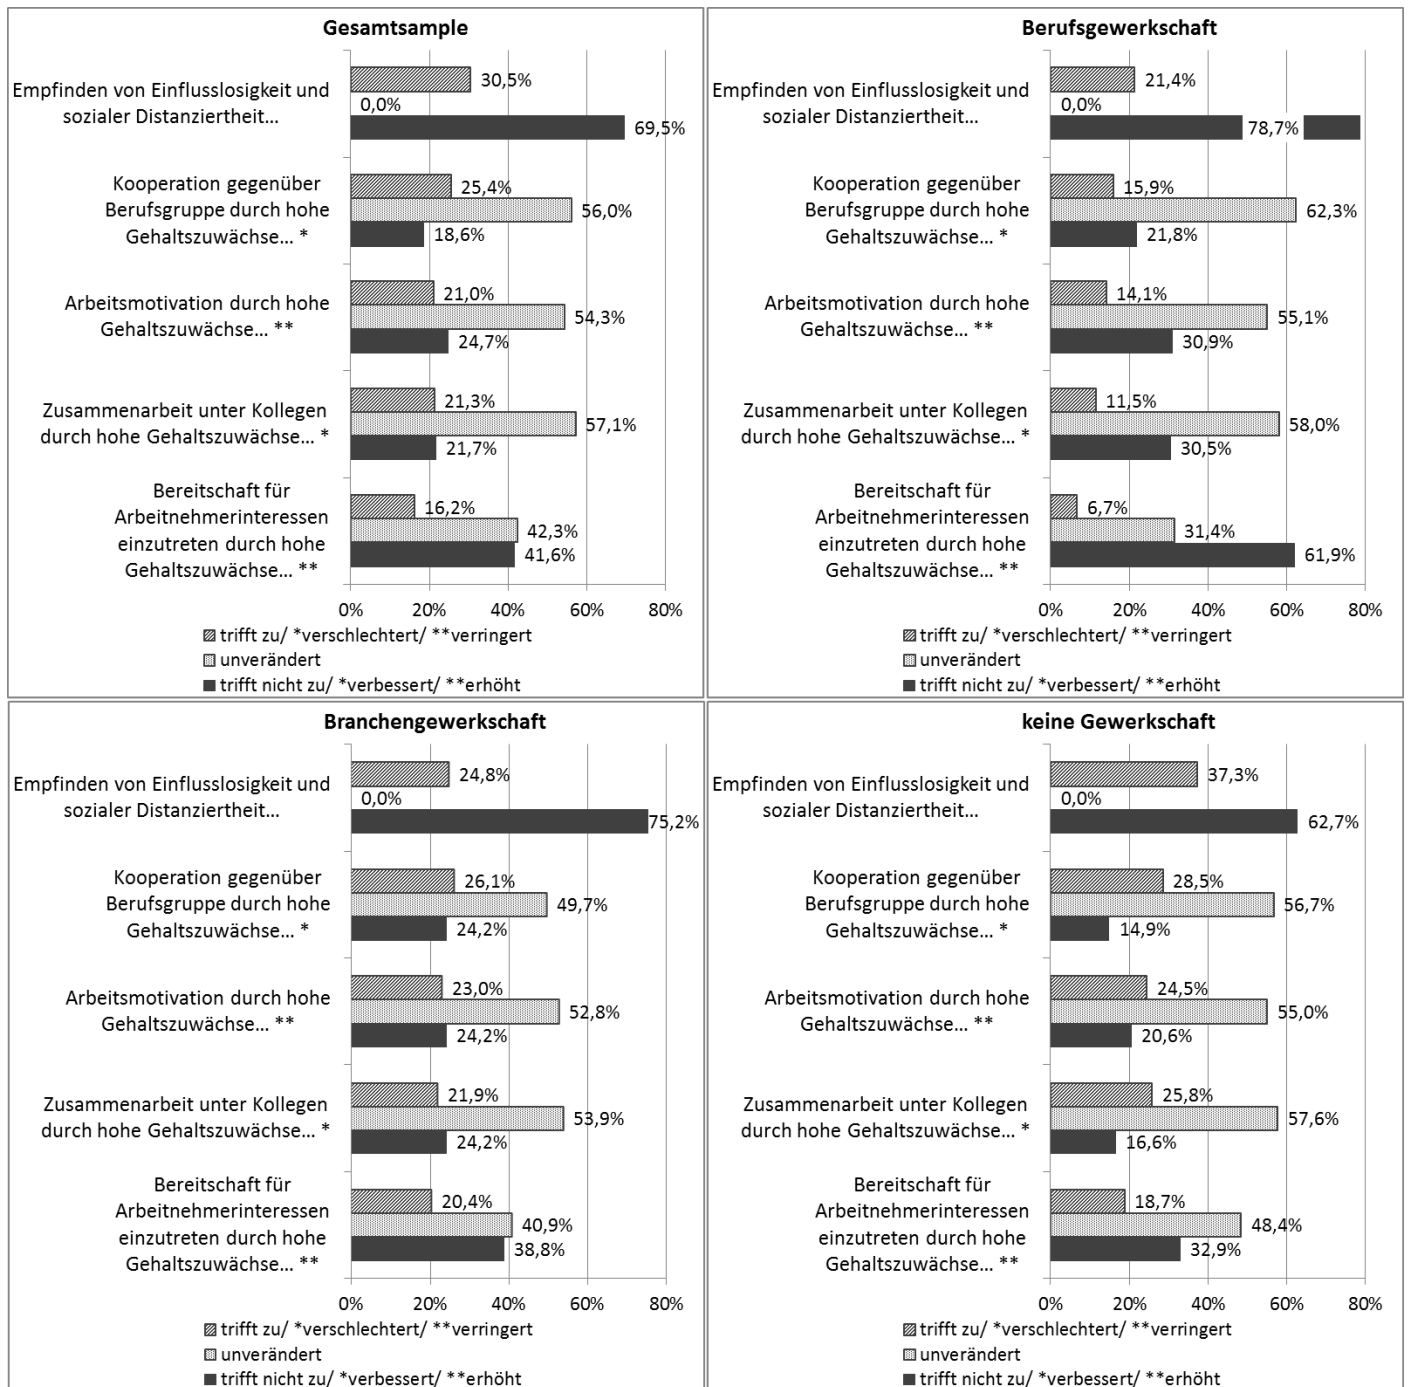 Gesamtsample
Empfinden von Einflusslosigkeit und
sozialer Distanziertheit...
30,5%
0,0%
69,5%
Kooperation gegenüber
Berufsgruppe durch hohe
Gehaltszuwächse... *
25,4%
56,0%
18,6%
Arbeitsmotivation durch hohe
Gehaltszuwächse... **
21,0%
54,3%
24,7%
Zusammenarbeit unter Kollegen
durch hohe Gehaltszuwächse... *
21,3%
57,1%
21,7%
Bereitschaft für
Arbeitnehmerinteressen
einzutreten durch hohe
Gehaltszuwächse... **
16,2%
42,3%
41,6%
0% 20% 40% 60% 80%
trifft zu/ *verschlechtert/ **verringert
unverändert
trifft nicht zu/ *verbessert/ **erhöht
Berufsgewerkschaft
Empfinden von Einflusslosigkeit und
sozialer Distanziertheit...
21,4%
0,0%
78,7%
Kooperation gegenüber
Berufsgruppe durch hohe
Gehaltszuwächse... *
15,9%
62,3%
21,8%
Arbeitsmotivation durch hohe
Gehaltszuwächse... **
14,1%
55,1%
30,9%
Zusammenarbeit unter Kollegen
durch hohe Gehaltszuwächse... *
11,5%
58,0%
30,5%
Bereitschaft für
Arbeitnehmerinteressen
einzutreten durch hohe
Gehaltszuwächse... **
6,7%
31,4%
61,9%
0% 20% 40% 60% 80%
trifft zu/ *verschlechtert/ **verringert
unverändert
trifft nicht zu/ *verbessert/ **erhöht
Branchengewerkschaft
Empfinden von Einflusslosigkeit und
sozialer Distanziertheit...
24,8%
0,0%
75,2%
Kooperation gegenüber
Berufsgruppe durch hohe
Gehaltszuwächse... *
26,1%
49,7%
24,2%
Arbeitsmotivation durch hohe
Gehaltszuwächse... **
23,0%
52,8%
24,2%
Zusammenarbeit unter Kollegen
durch hohe Gehaltszuwächse... *
21,9%
53,9%
24,2%
Bereitschaft für
Arbeitnehmerinteressen
einzutreten durch hohe
Gehaltszuwächse... **
20,4%
40,9%
38,8%
0% 20% 40% 60% 80%
trifft zu/ *verschlechtert/ **verringert
unverändert
trifft nicht zu/ *verbessert/ **erhöht
keine Gewerkschaft
Empfinden von Einflusslosigkeit und
sozialer Distanziertheit...
37,3%
0,0%
62,7%
Kooperation gegenüber
Berufsgruppe durch hohe
Gehaltszuwächse... *
28,5%
56,7%
14,9%
Arbeitsmotivation durch hohe
Gehaltszuwächse... **
24,5%
55,0%
20,6%
Zusammenarbeit unter Kollegen
durch hohe Gehaltszuwächse... *
25,8%
57,6%
16,6%
Bereitschaft für
Arbeitnehmerinteressen
einzutreten durch hohe
Gehaltszuwächse... **
18,7%
48,4%
32,9%
0% 20% 40% 60% 80%
trifft zu/ *verschlechtert/ **verringert
unverändert
trifft nicht zu/ *verbessert/ **erhöht